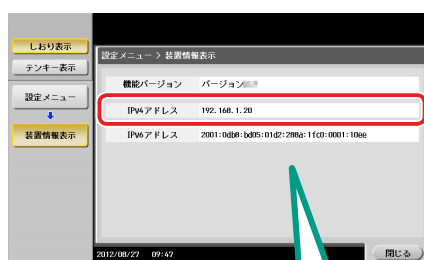 しおり表示
テンキー表示
設定メニュー
装置情報表示
設定メニュー > 装置情報表示
機能バージョン バージョン
IPv4アドレス 192.168.1.20
IPv6アドレス 2001:0db8:bd05:01d2:288a:1fc0:0001:10ee
2012/08/27 09:47
閉じる